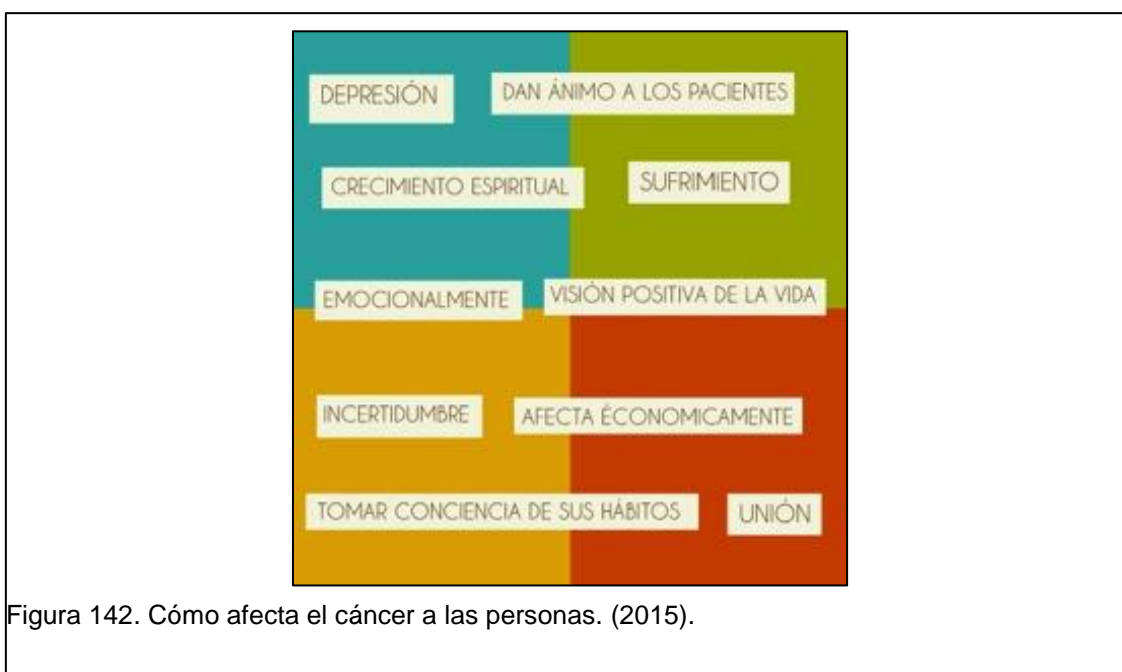 DEPRESIÓN
DAN ÁNIMO A LOS PACIENTES
CRECIMIENTO ESPIRITUAL
SUFRIMIENTO
EMOCIONALMENTE
VISIÓN POSITIVA DE LA VIDA
INCERTIDUMBRE
AFECTA ÉCONOMICAMENTE
TOMAR CONCIENCIA DE SUS HÁBITOS
UNIÓN
Figura 142. Cómo afecta el cáncer a las personas. (2015).